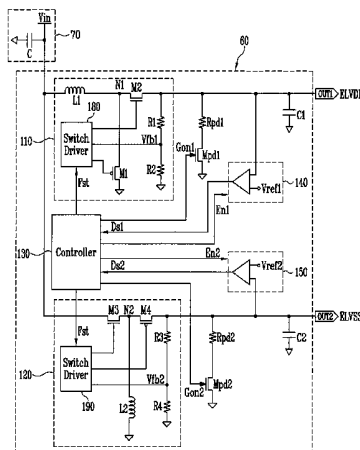 70
Vin
C
60
L1
N1
M2
OUT1
ELVDD
180
Switch
Driver
110
R1
Vfb1
R2
M1
Rpd1
Gon1
Mpd1
C1
140
Vref1
Fst
Ds1
En1
130
Controller
En2
Ds2
Vref2
150
Fst
M3
N2
M4
OUT2
ELVSS
120
Switch
Driver
190
R3
Vfb2
R4
L2
Rpd2
Gon2
Mpd2
C2